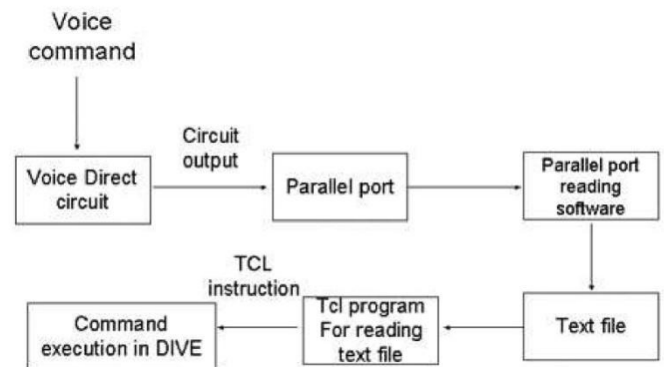 Voice
command
Circuit
output
Voice Direct
circuit
Parallel port
Parallel port
reading
software
TCL
instruction
Command
execution in DIVE
Tcl program
For reading
text file
Text file